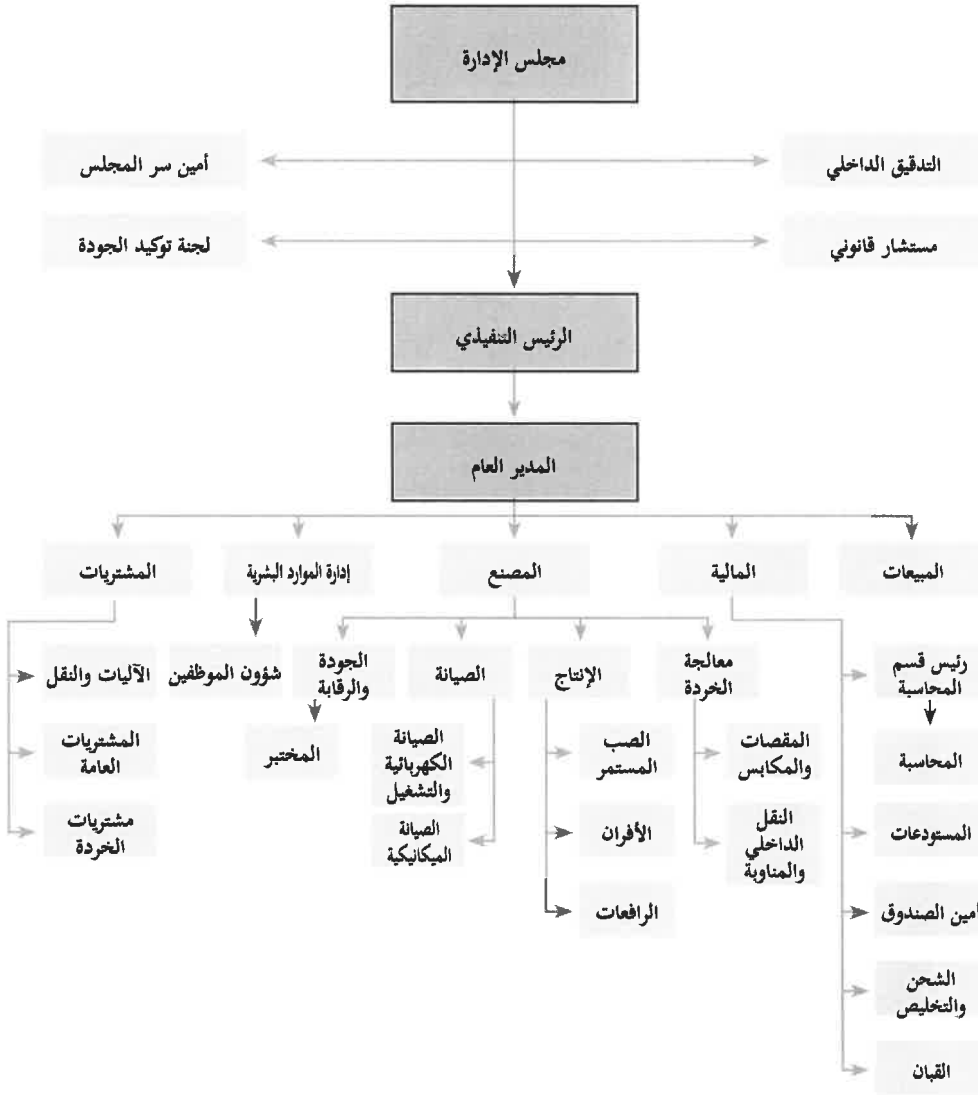 مجلس الإدارة
التدقيق الداخلي
أمين سر المجلس
مستشار قانوني
لجنة توكيد الجودة
الرئيس التنفيذي
المدير العام
المبيعات
المالية
المصنع
إدارة الموارد البشرية
المشتريات
رئيس قسم
المحاسبة
المحاسبة
المستودعات
أمين الصندوق
الشحن
والتخليص
القبان
معالجة
الخردة
المقصات
والمكابس
النقل
الداخلي
والمناوبة
الإنتاج
الصب
المستمر
الأفران
الرافعات
الصيانة
الصيانة
الكهربائية
والتشغيل
الصيانة
الميكانيكية
الجودة
والرقابة
المختبر
شؤون الموظفين
الآليات والنقل
المشتريات
العامة
مشتريات
الخردة